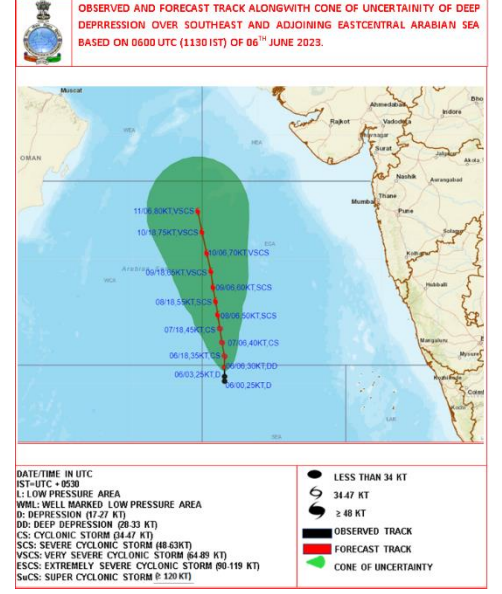 OBSERVED AND FORECAST TRACK ALONGWITH CONE OF UNCERTAINITY OF DEEP
DEPRRESSION OVER SOUTHEAST AND ADJOINING EASTCENTRAL ARABIAN SEA
BASED ON 0600 UTC (1130 IST) OF 06TH JUNE 2023.
Muscat
OMAN
Ahmedabad
Bho
Indore
Rajkot
Vadodara
Surat
Akola
Nashik
Aurangabad
Thane
Mumbai
Pune
Solapur
Hubballi
Mangaluru
Mysuru
11/06,80KT,VSCS
10/18,75KT,VSCS
10/06,70KT,VSCS
09/18,65KT,VSCS
09/06,60KT,SCS
08/18,55KT,SCS
08/06,50KT,SCS
07/18,45KT,CS
07/06,40KT,CS
06/18,35KT,CS
06/06,30KT,DD
06/03,25KT,D
06/00,25KT,D
DATE/TIME IN UTC
IST=UTC + 0530
L: LOW PRESSURE AREA
WML: WELL MARKED LOW PRESSURE AREA
D: DEPRESSION (17-27 KT)
DD: DEEP DEPRESSION (28-33 KT)
CS: CYCLONIC STORM (34-47 KT)
SCS: SEVERE CYCLONIC STORM (48-63KT)
VSCS: VERY SEVERE CYCLONIC STORM (64-89 KT)
ESCS: EXTREMELY SEVERE CYCLONIC STORM (90-119 KT)
SuCS: SUPER CYCLONIC STORM (≥ 120 KT)
LESS THAN 34 KT
34-47 KT
≥ 48 KT
OBSERVED TRACK
FORECAST TRACK
CONE OF UNCERTAINTY